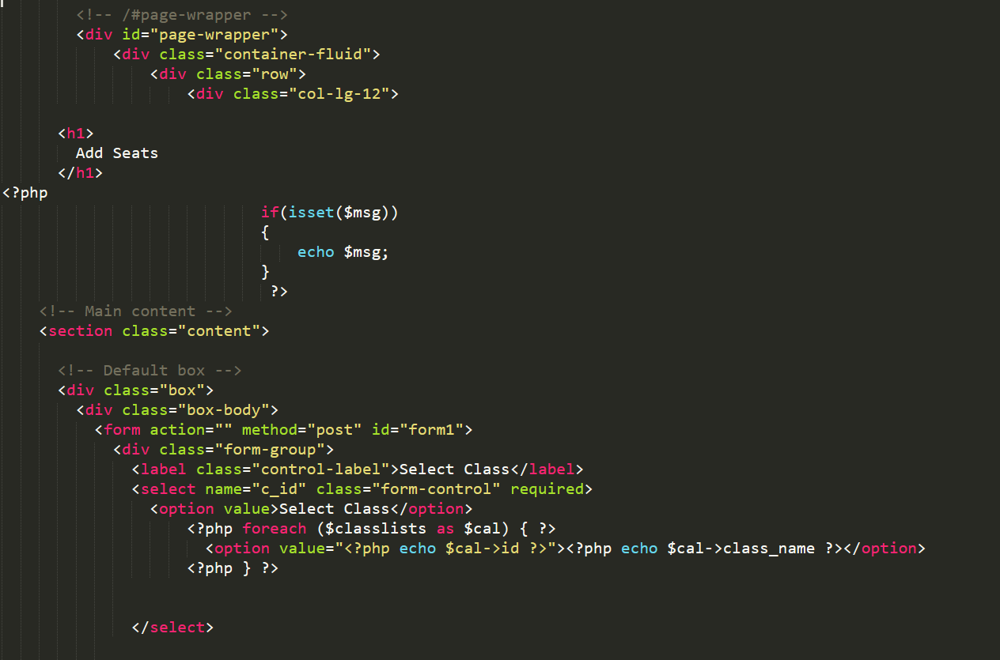 <!-- /#page-wrapper -->
<div id="page-wrapper">
<div class="container-fluid">
<div class="row">
<div class="col-lg-12">
<h1>
Add Seats
</h1>
<?php
if(isset($msg))
{
echo $msg;
}
?>
<!-- Main content -->
<section class="content">
<!-- Default box -->
<div class="box">
<div class="box-body">
<form action="" method="post" id="form1">
<div class="form-group">
<label class="control-label">Select Class</label>
<select name="c_id" class="form-control" required>
<option value>Select Class</option>
<?php foreach ($classlists as $cal) { ?>
<option value="<?php echo $cal->id ?>"><?php echo $cal->class_name ?></option>
<?php } ?>
</select>